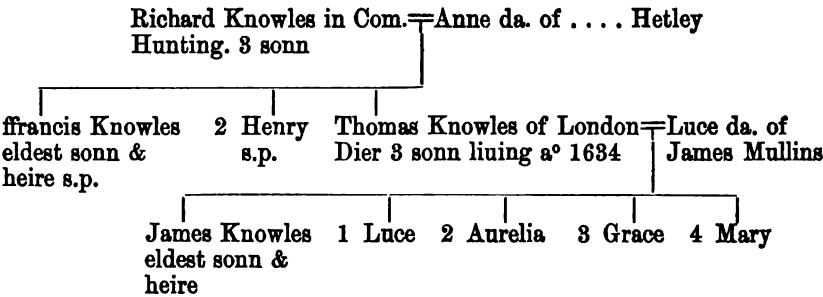 Richard Knowles in Com.=Anne da. of . . . . Hetley
Hunting. 3 sonn
ffrancis Knowles 2 Henry Thomas Knowles of London=Luce da. of
eldest sonn & s.p. Dier 3 sonn liuing aº 1634 James Mullins
heire s.p.
James Knowles 1 Luce 2 Aurelia 3 Grace 4 Mary
eldest sonn &
heire